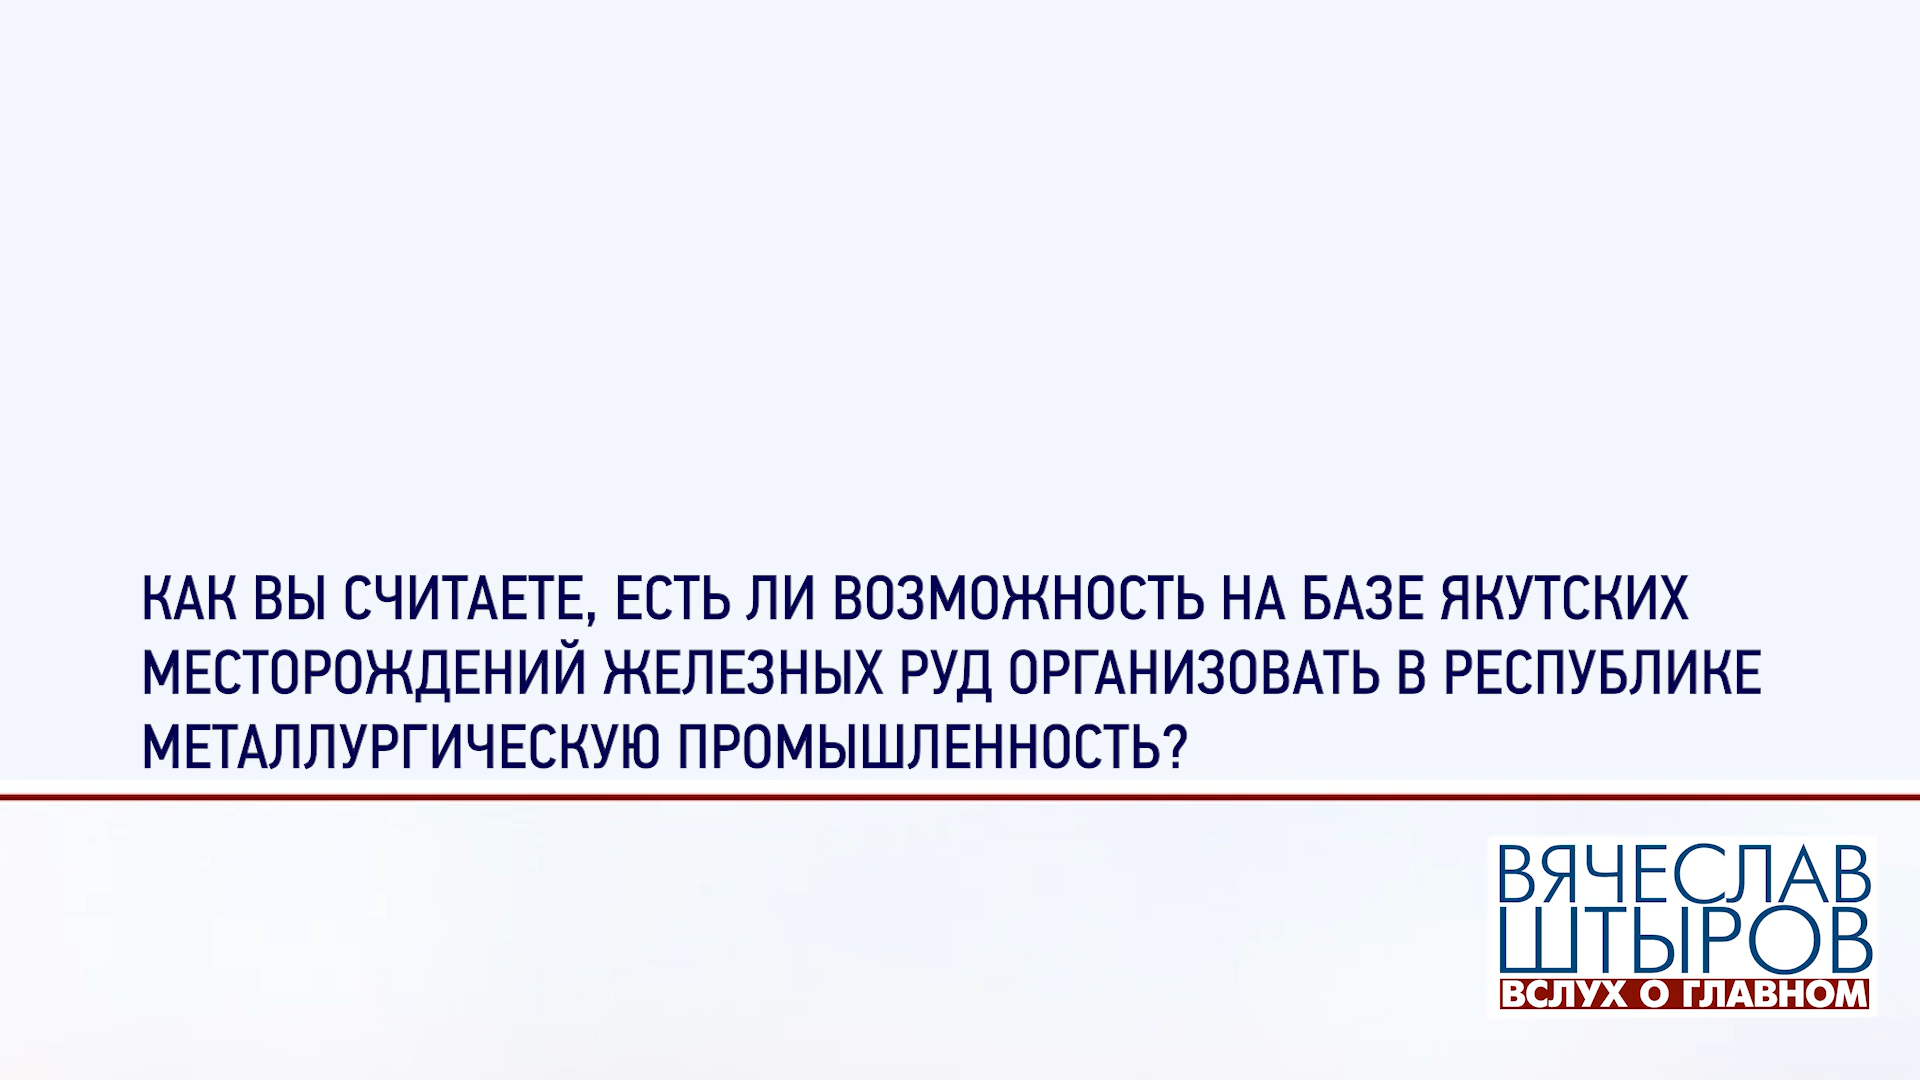 КАК ВЫ СЧИТАЕТЕ, ЕСТЬ ЛИ ВОЗМОЖНОСТЬ НА БАЗЕ ЯКУТСКИХ
МЕСТОРОЖДЕНИЙ ЖЕЛЕЗНЫХ РУД ОРГАНИЗОВАТЬ В РЕСПУБЛИКЕ
МЕТАЛЛУРГИЧЕСКУЮ ПРОМЫШЛЕННОСТЬ?
ВЯЧЕСЛАВ
ШТЫРОВ
ВСЛУХ О ГЛАВНОМ